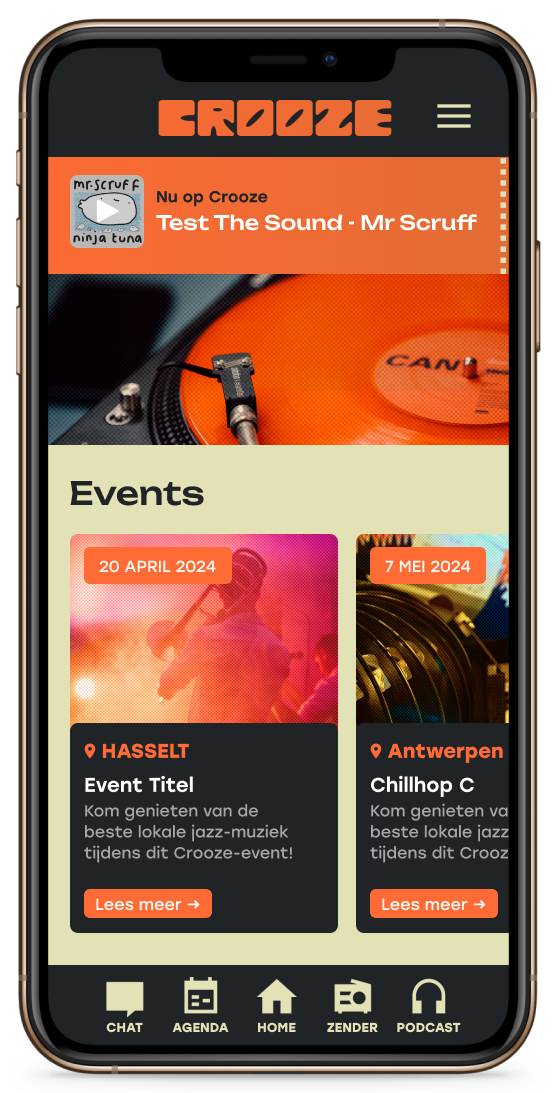 CROOZE
mr.scruff
ninja tuna
Nu op Crooze
Test The Sound - Mr Scruff
CAN
Events
20 APRIL 2024
HASSELT
Event Titel
Kom genieten van de
beste lokale jazz-muziek
tijdens dit Crooze-event!
Lees meer →
7 MEI 2024
Antwerpen
Chillhop C
Kom genieten va
beste lokale jazz
tijdens dit Crooz
Lees meer →
CHAT
AGENDA
HOME
ZENDER
PODCAST